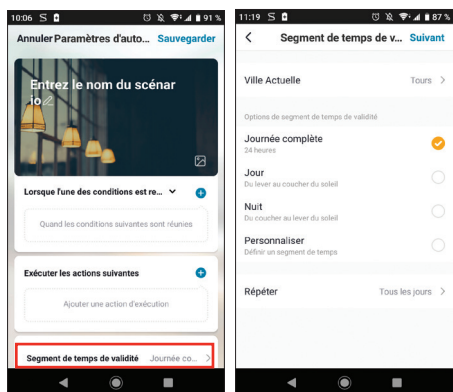 10:06 S 91 %
Annuler Paramètres d'auto... Sauvegarder
Entrez le nom du scénar
io
Lorsque l'une des conditions est re...
Quand les conditions suivantes sont réunies
Exécuter les actions suivantes
Ajouter une action d'exécution
Segment de temps de validité Journée co... >
11:19 S 87 %
< Segment de temps de v... Suivant
Ville Actuelle Tours >
Options de segment de temps de validité
Journée complète
24 heures
Jour
Du lever au coucher du soleil
Nuit
Du coucher au lever du soleil
Personnaliser
Définir un segment de temps
Répéter Tous les jours >